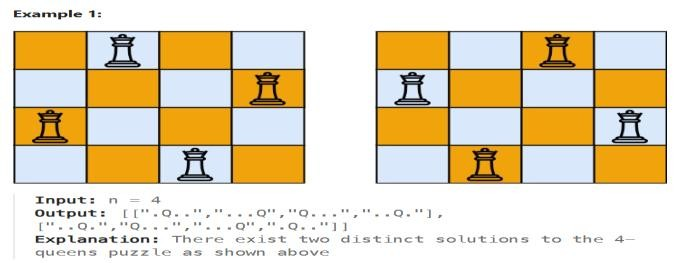 Example 1:
Input: n = 4
Output: [[".Q..","...Q","Q...","..Q."],
["..Q.","Q...","...Q",".Q.."]]
Explanation: There exist two distinct solutions to the 4-
queens puzzle as shown above